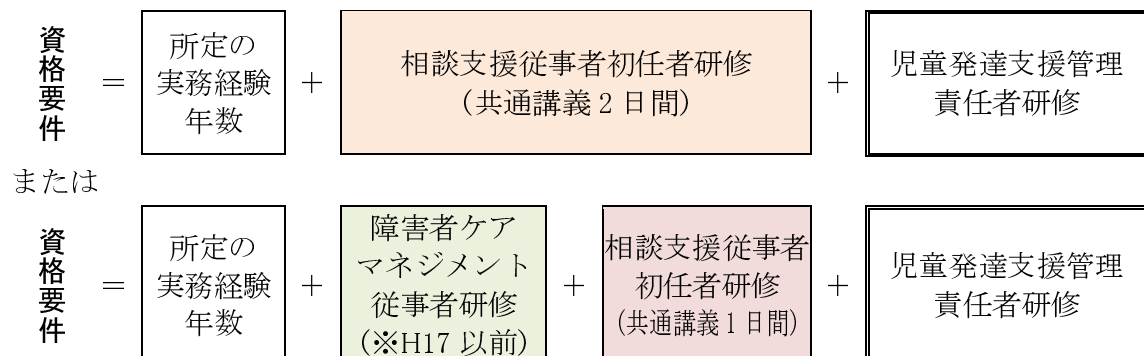 資格要件
＝
所定の
実務経験
年数
＋
相談支援従事者初任者研修
（共通講義２日間）
＋
児童発達支援管理
責任者研修
または
資格要件
＝
所定の
実務経験
年数
＋
障害者ケア
マネジメント
従事者研修
（※H17 以前）
＋
相談支援従事者
初任者研修
（共通講義１日間）
＋
児童発達支援管理
責任者研修